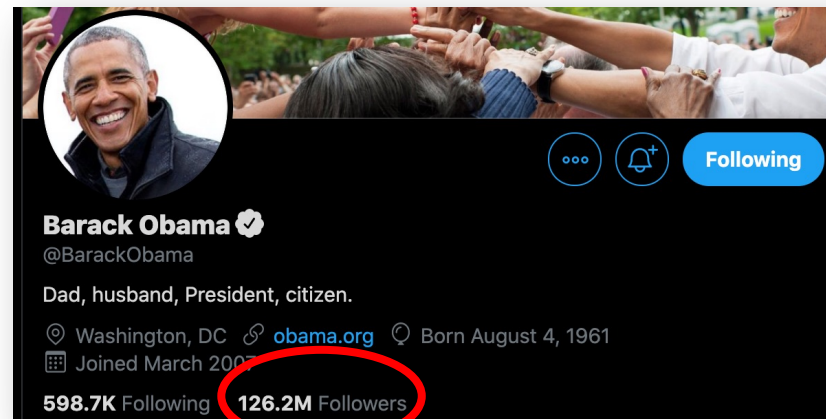 Following
Barack Obama
@BarackObama
Dad, husband, President, citizen.
Washington, DC obama.org Born August 4, 1961
Joined March 2007
598.7K Following 126.2M Followers